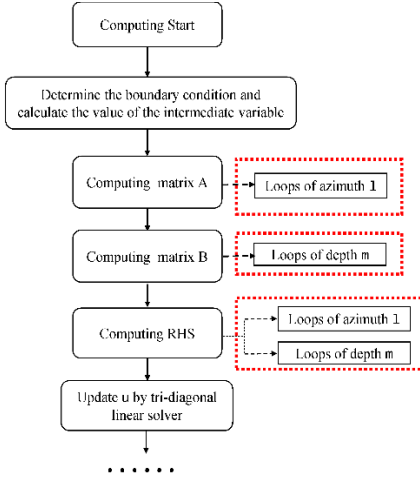 Computing Start
Determine the boundary condition and
calculate the value of the intermediate variable
Computing matrix A
Loops of azimuth l
Computing matrix B
Loops of depth m
Computing RHS
Loops of azimuth l
Loops of depth m
Update u by tri-diagonal
linear solver
......